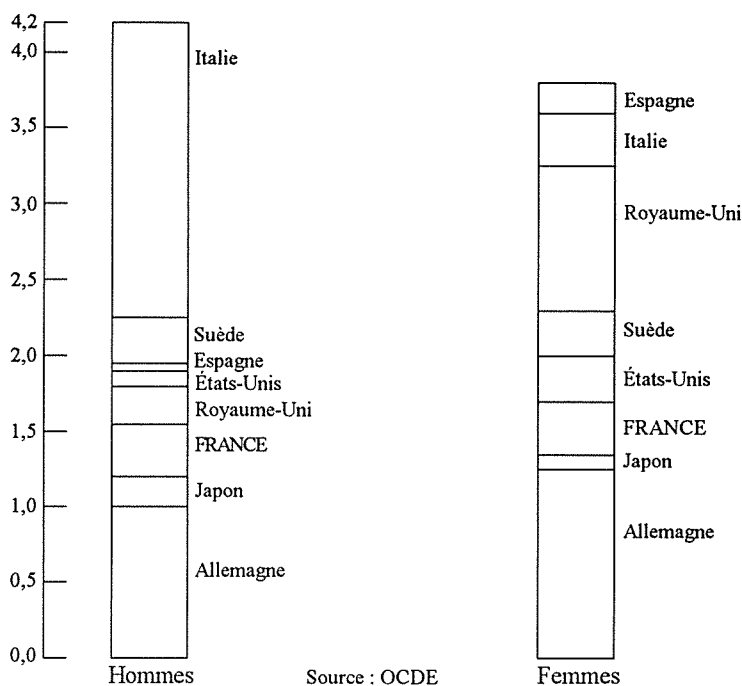 4,2
4,0
3,5
3,0
2,5
2,0
1,5
1,0
0,5
0,0
Italie
Suède
Espagne
États-Unis
Royaume-Uni
FRANCE
Japon
Allemagne
Hommes
Espagne
Italie
Royaume-Uni
Suède
États-Unis
FRANCE
Japon
Allemagne
Femmes
Source : OCDE